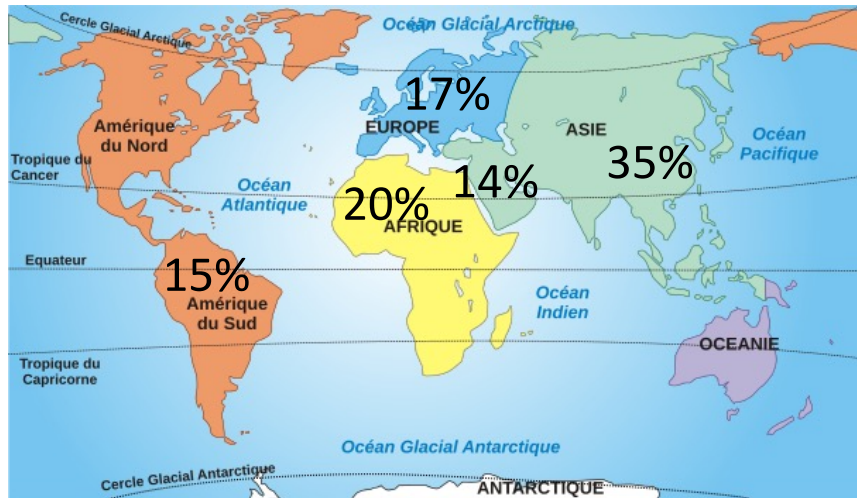 Cercle Glacial Arctique
Océan Glacial Arctique
17%
Amérique
du Nord
EUROPE
ASIE
Océan
Pacifique
Tropique du
Cancer
35%
14%
Océan
Atlantique
20%
AFRIQUE
Equateur
15%
Amérique
du Sud
Océan
Indien
OCEANIE
Tropique du
Capricorne
Océan Glacial Antarctique
Cercle Glacial Antarctique
ANTARCTIQUE